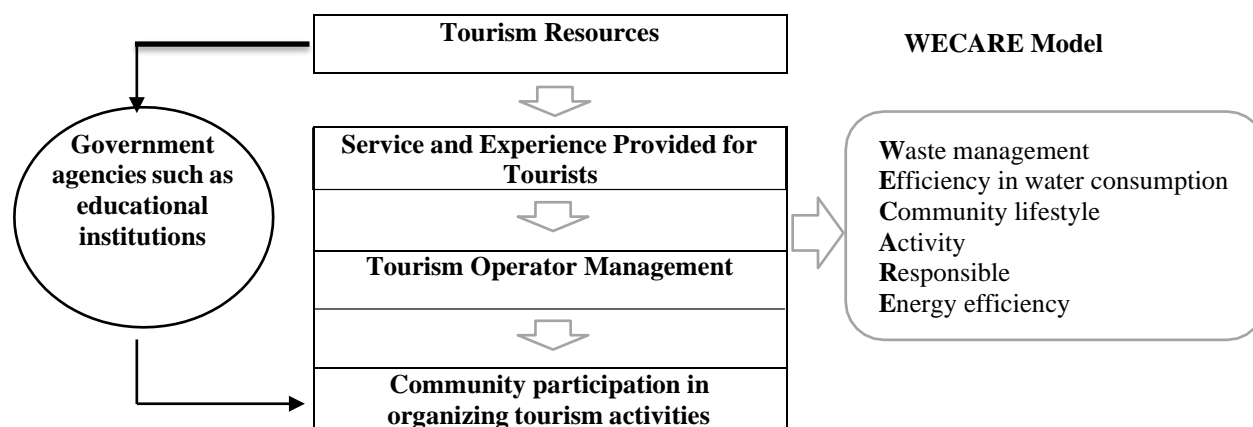 Tourism Resources
WECARE Model
Government
agencies such as
educational
institutions
Service and Experience Provided for
Tourists
Tourism Operator Management
Community participation in
organizing tourism activities
Waste management
Efficiency in water consumption
Community lifestyle
Activity
Responsible
Energy efficiency